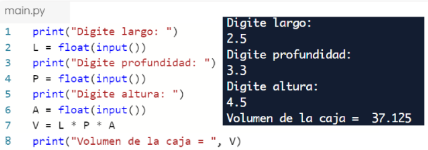 main.py
1 print("Digite largo: ")
2 L = float(input())
3 print("Digite profundidad: ")
4 P = float(input())
5 print("Digite altura: ")
6 A = float(input())
7 V = L * P * A
8 print("Volumen de la caja = ", V)
Digite largo:
2.5
Digite profundidad:
3.3
Digite altura:
4.5
Volumen de la caja =  37.125